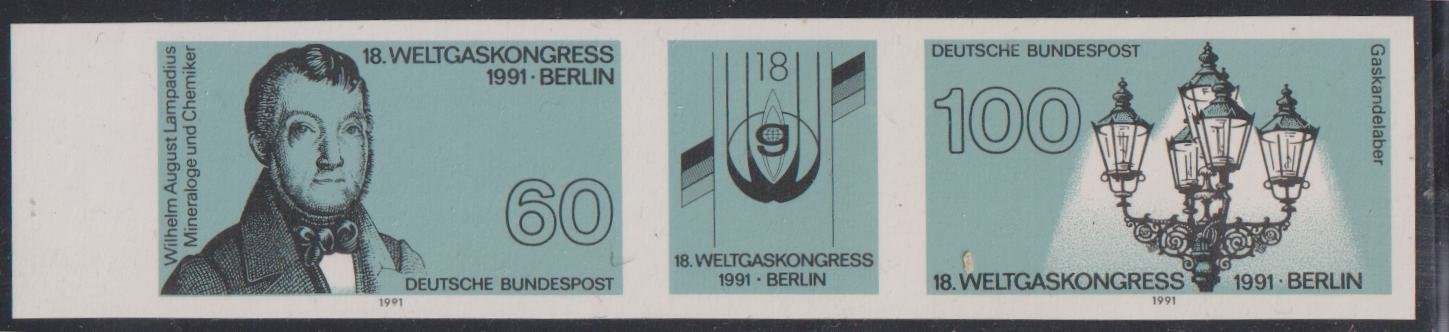 Wilhelm August Lampadius
Mineraloge und Chemiker
18. WELTGASKONGRESS
1991 · BERLIN
60
DEUTSCHE BUNDESPOST
1991
18
g
18. WELTGASKONGRESS
1991 · BERLIN
DEUTSCHE BUNDESPOST
100
Gaskandelaber
18. WELTGASKONGRESS 1991 · BERLIN
1991